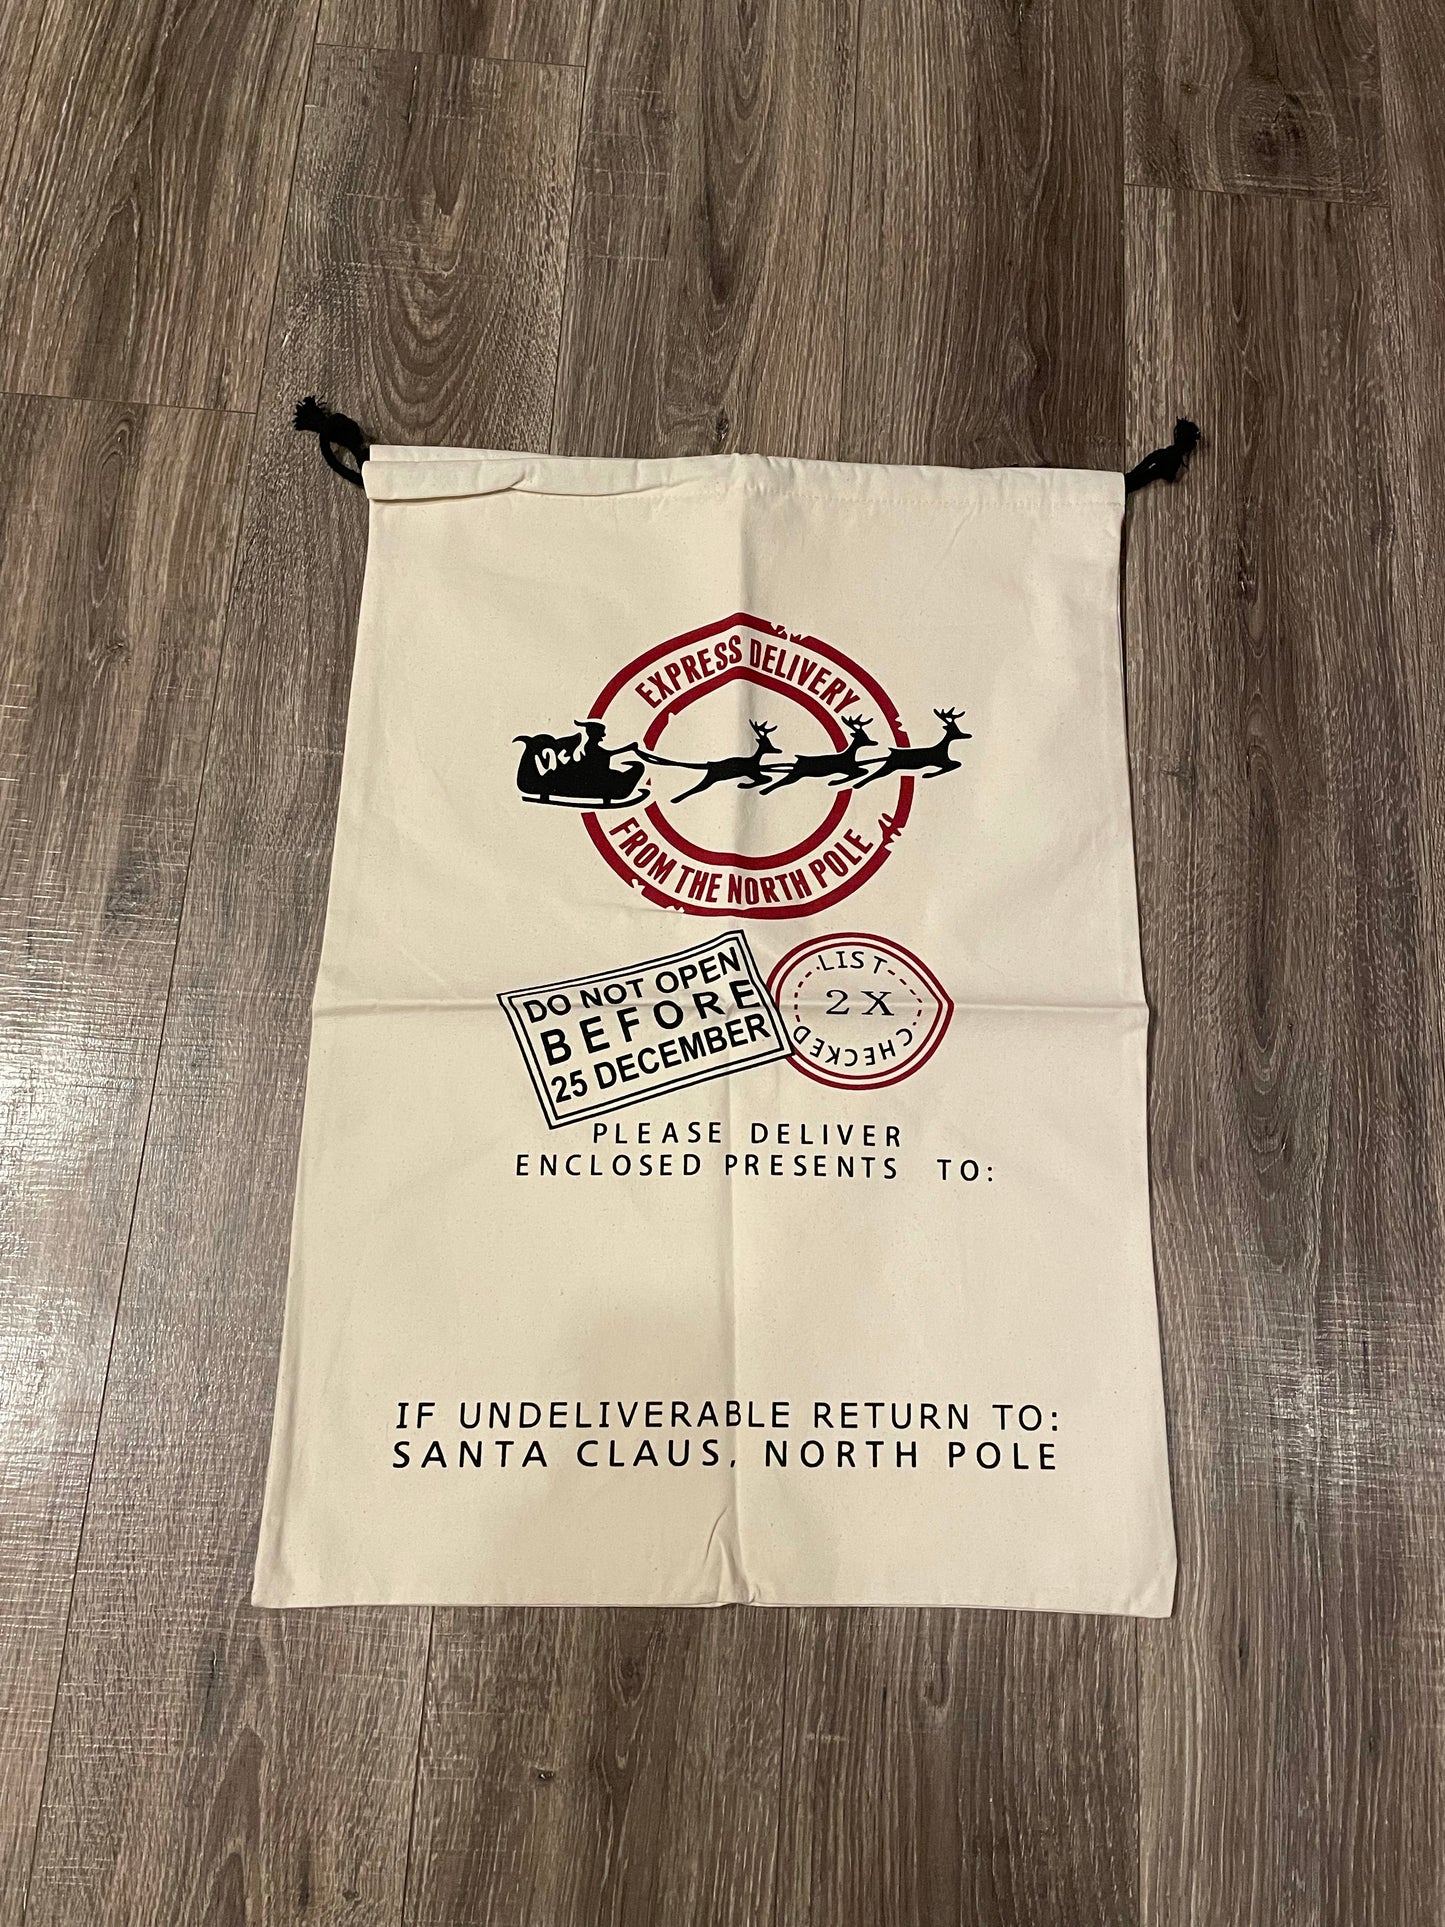 EXPRESS DELIVERY
FROM THE NORTH POLE
DO NOT OPEN
BEFORE
25 DECEMBER
LIST
2X
CHECKED
PLEASE DELIVER
ENCLOSED PRESENTS TO:
IF UNDELIVERABLE RETURN TO:
SANTA CLAUS, NORTH POLE